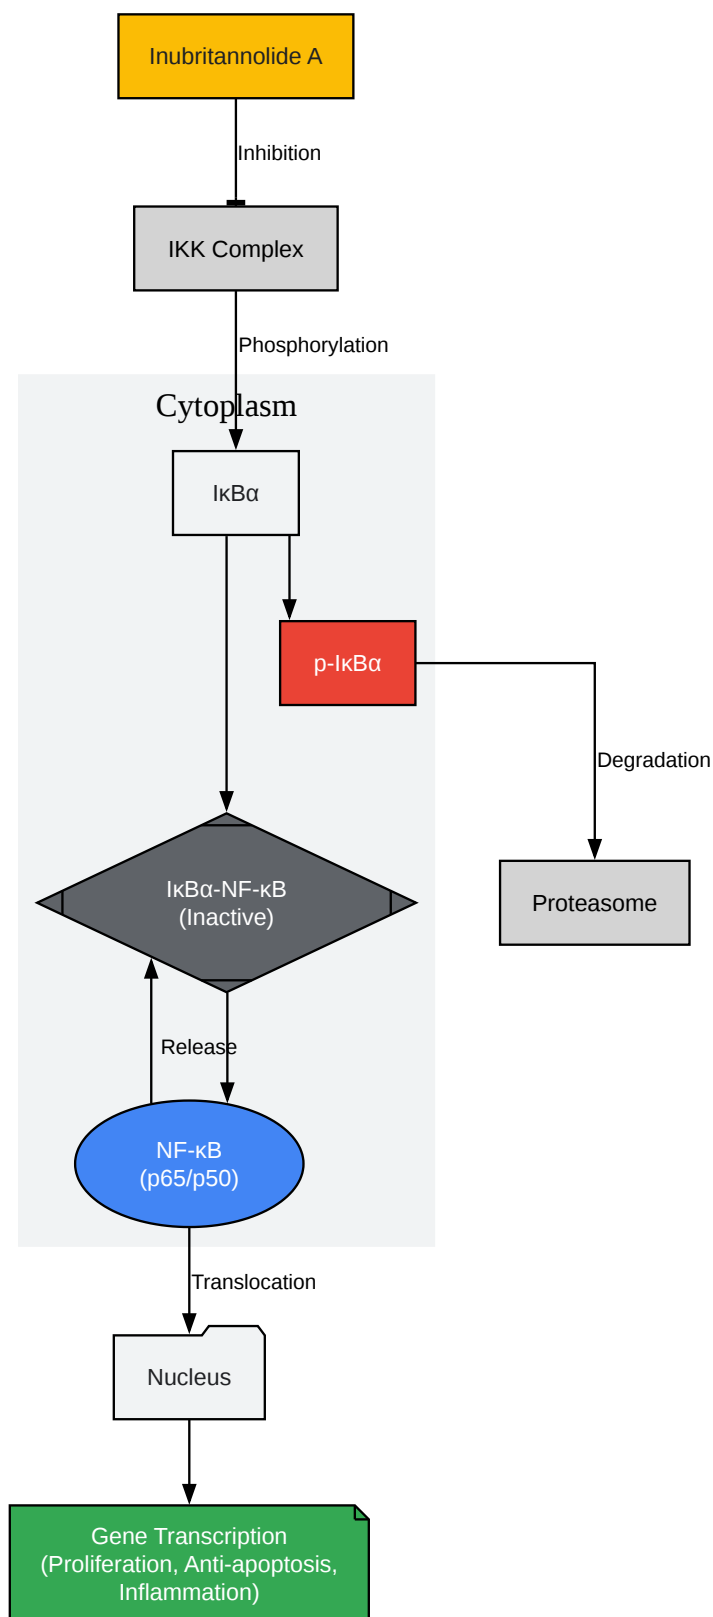 Inubritannolide A
Inhibition
IKK Complex
Phosphorylation
Cytoplasm
IκBα
p-IκBα
Degradation
IκBα-NF-κB
(Inactive)
Proteasome
Release
NF-κB
(p65/p50)
Translocation
Nucleus
Gene Transcription
(Proliferation, Anti-apoptosis,
Inflammation)